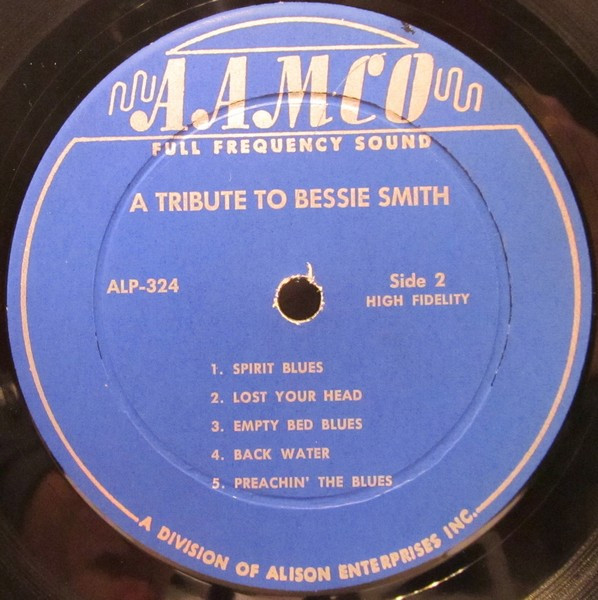 AAMCO
FULL FREQUENCY SOUND
A TRIBUTE TO BESSIE SMITH
ALP-324
Side 2
HIGH FIDELITY
1. SPIRIT BLUES
2. LOST YOUR HEAD
3. EMPTY BED BLUES
4. BACK WATER
5. PREACHIN' THE BLUES
A DIVISION OF ALISON ENTERPRISES INC.